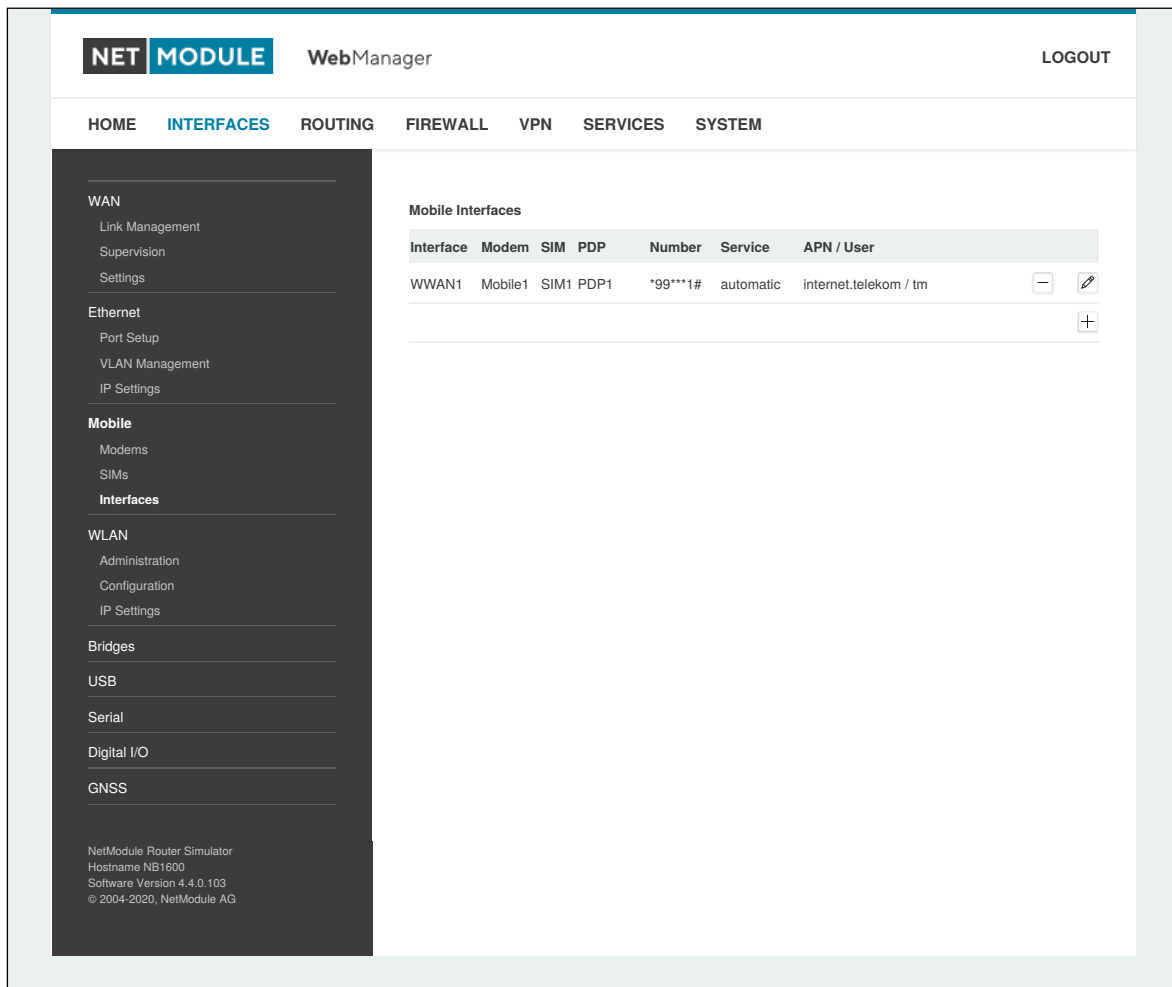 NET MODULE WebManager LOGOUT
HOME INTERFACES ROUTING FIREWALL VPN SERVICES SYSTEM
WAN
Link Management
Supervision
Settings
Ethernet
Port Setup
VLAN Management
IP Settings
Mobile
Modems
SIMs
Interfaces
WLAN
Administration
Configuration
IP Settings
Bridges
USB
Serial
Digital I/O
GNSS
NetModule Router Simulator
Hostname NB1600
Software Version 4.4.0.103
© 2004-2020, NetModule AG
Mobile Interfaces
Interface Modem SIM PDP Number Service APN / User
WWAN1 Mobile1 SIM1 PDP1 *99***1# automatic internet.telekom / tm